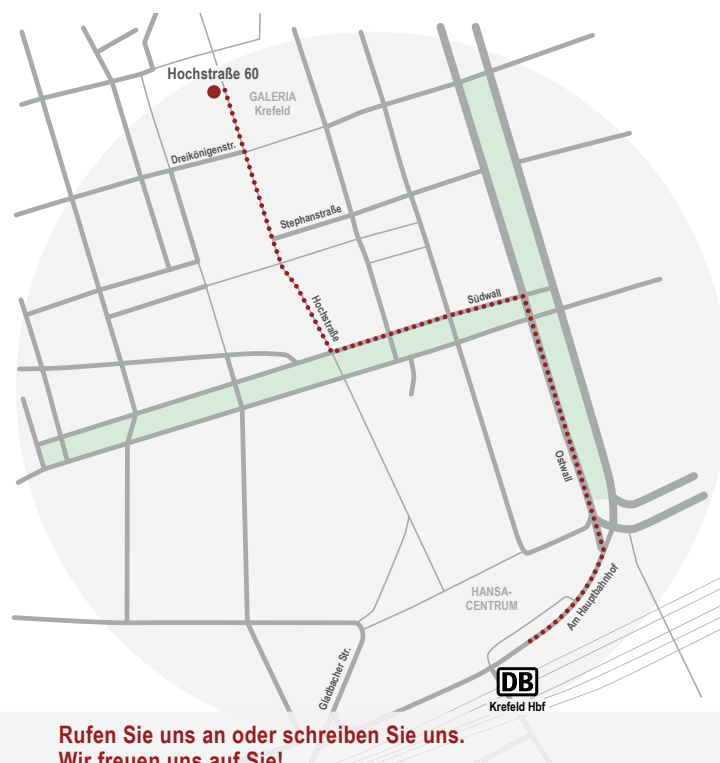 Hochstraße 60
GALERIA
Krefeld
Dreikönigenstr.
Stephanstraße
Hochstraße
Südwall
Ostwall
HANSA-
CENTRUM
Am Hauptbahnhof
Gladbacher Str.
DB
Krefeld Hbf
Rufen Sie uns an oder schreiben Sie uns.
Wir freuen uns auf Sie!